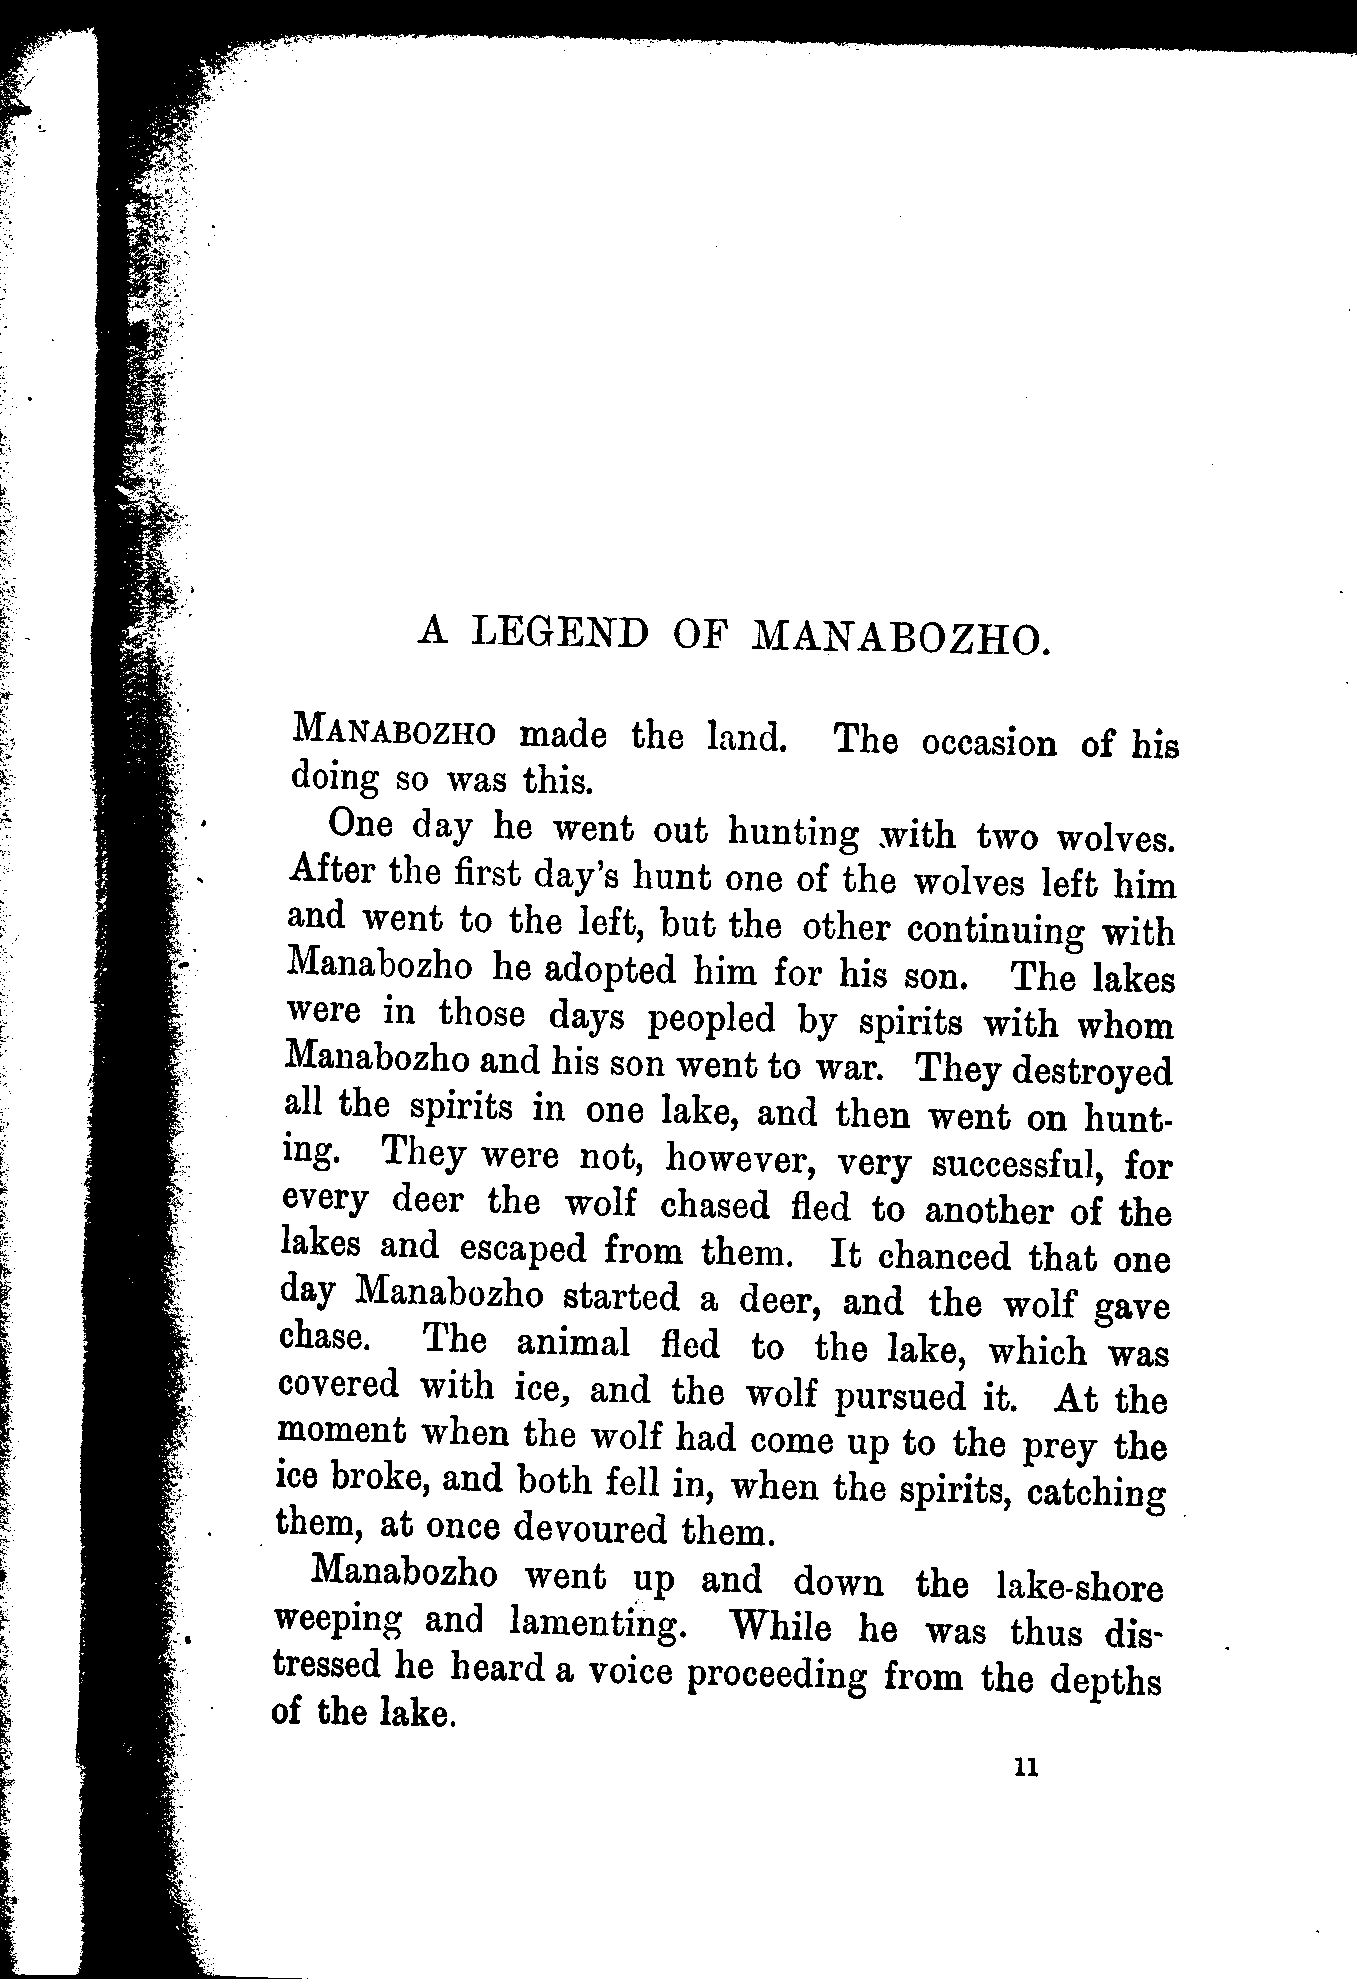 A LEGEND OF MANABOZHO.
MANABOZHO made the land. The occasion of his
doing so was this.
One day he went out hunting with two wolves.
After the first day's hunt one of the wolves left him
and went to the left, but the other continuing with
Manabozho he adopted him for his son. The lakes
were in those days peopled by spirits with whom
Manabozho and his son went to war. They destroyed
all the spirits in one lake, and then went on hunt-
ing. They were not, however, very successful, for
every deer the wolf chased fled to another of the
lakes and escaped from them. It chanced that one
day Manabozho started a deer, and the wolf gave
chase. The animal fled to the lake, which was
covered with ice, and the wolf pursued it. At the
moment when the wolf had come up to the prey the
ice broke, and both fell in, when the spirits, catching
them, at once devoured them.
Manabozho went up and down the lake-shore
weeping and lamenting. While he was thus dis-
tressed he heard a voice proceeding from the depths
of the lake.
11